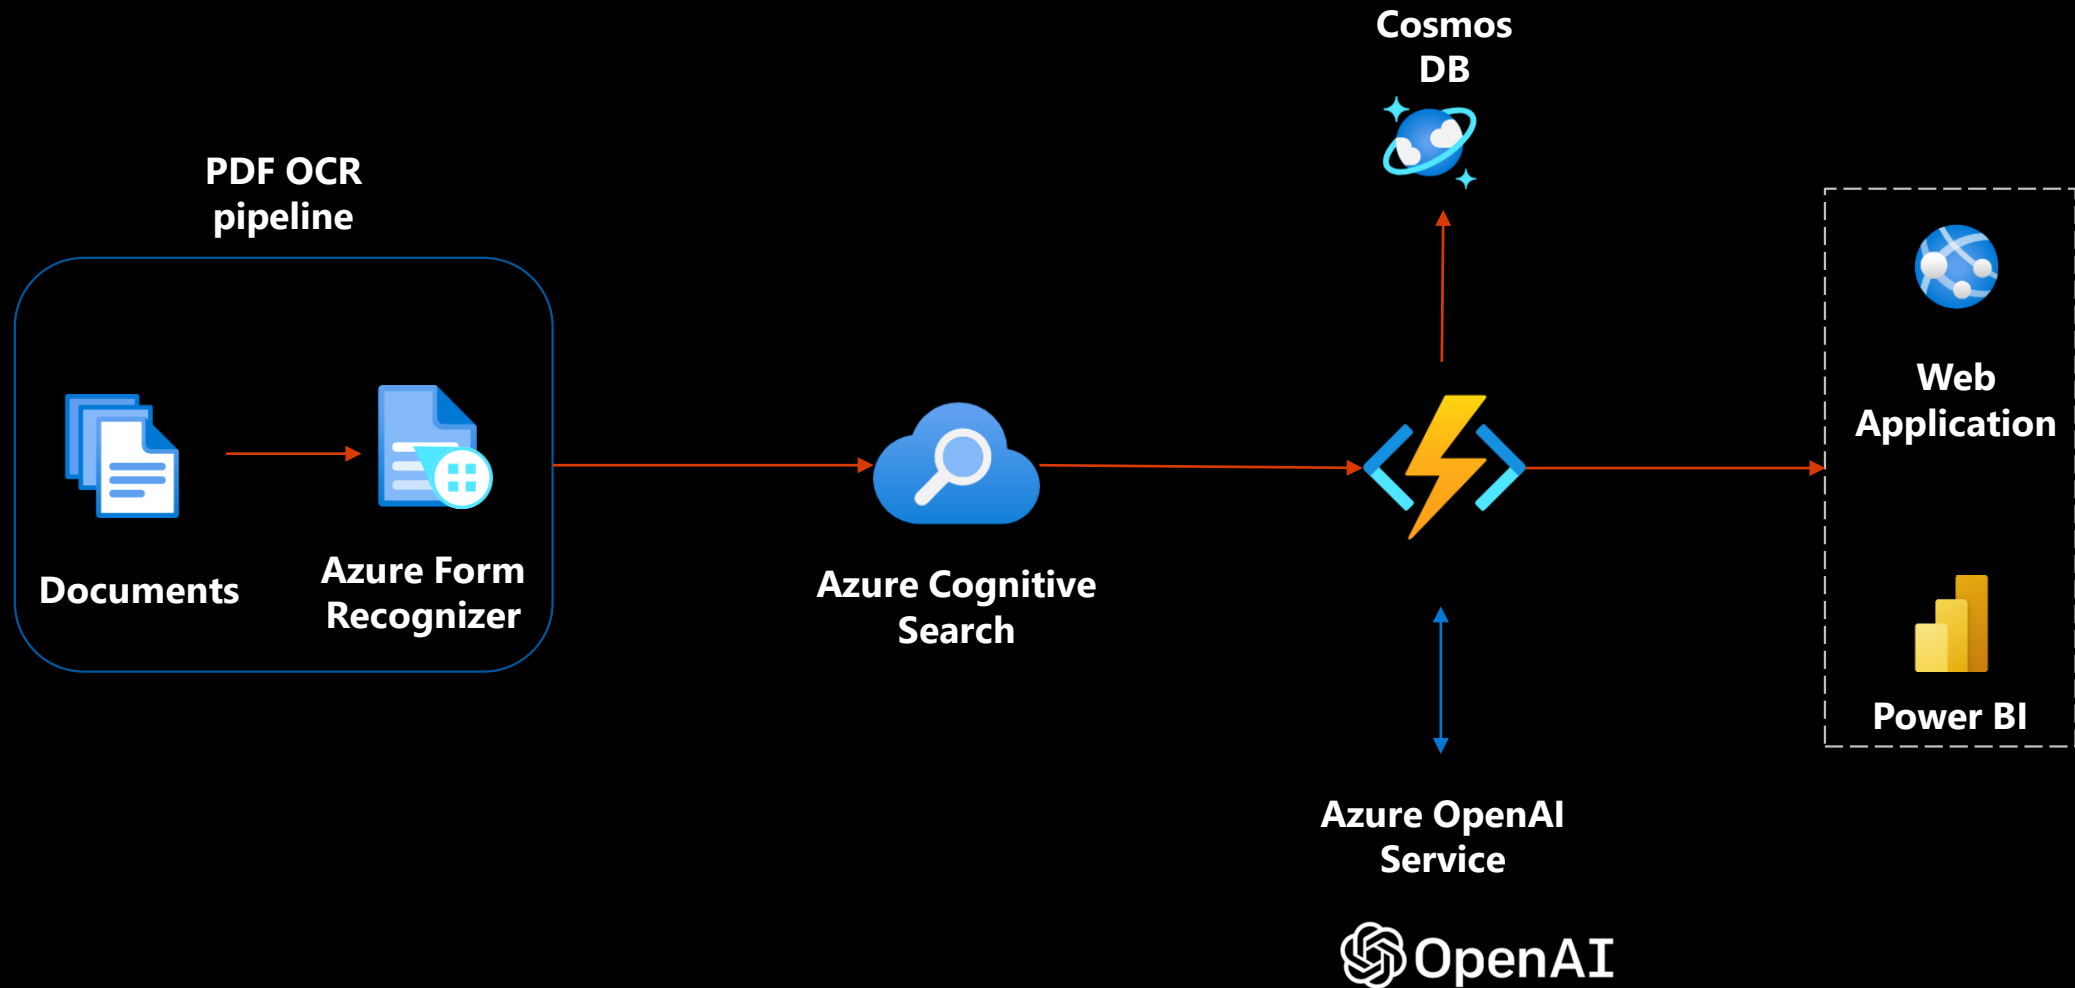 Cosmos
DB
PDF OCR
pipeline
Documents
Azure Form
Recognizer
Azure Cognitive
Search
Web
Application
Power BI
Azure OpenAI
Service
OpenAI